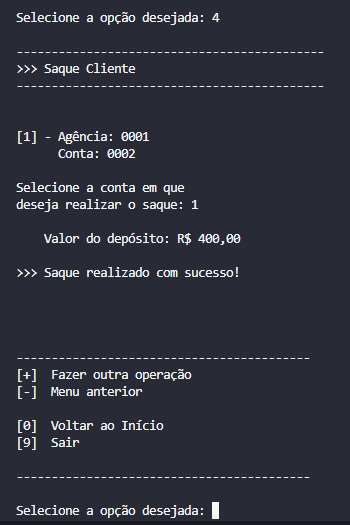 Selecione a opção desejada: 4
--------------------------------------------
>>> Saque Cliente
--------------------------------------------
[1] - Agência: 0001
Conta: 0002
Selecione a conta em que
deseja realizar o saque: 1
Valor do depósito: R$ 400,00
>>> Saque realizado com sucesso!
------------------------------------------
[+]  Fazer outra operação
[-]  Menu anterior
[0]  Voltar ao Início
[9]  Sair
------------------------------------------
Selecione a opção desejada: